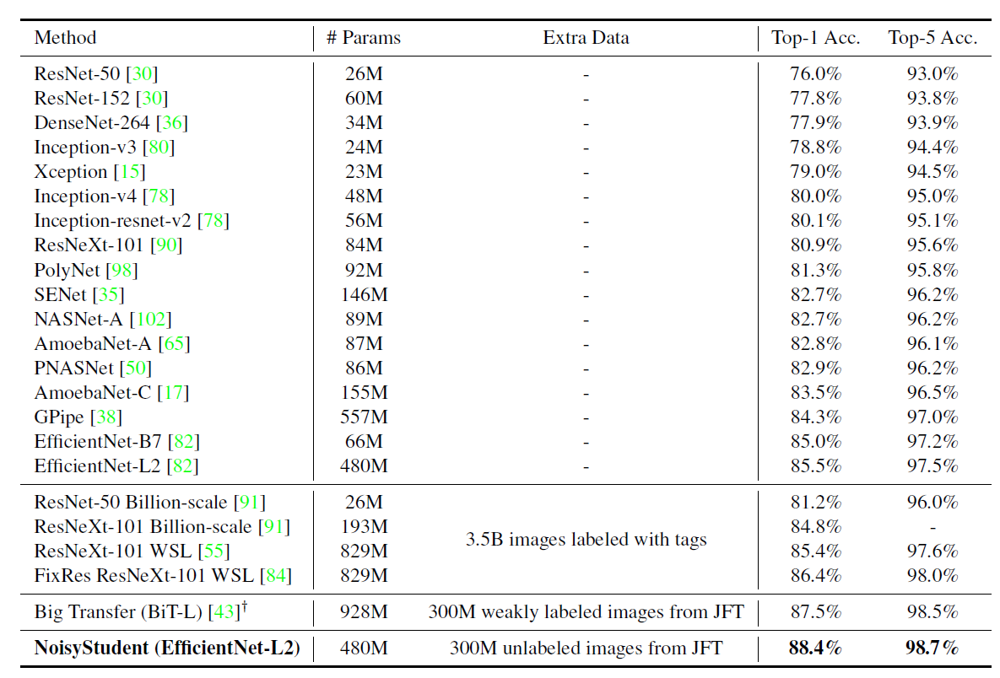 Method # Params Extra Data Top-1 Acc. Top-5 Acc.
ResNet-50 [30] 26M - 76.0% 93.0%
ResNet-152 [30] 60M - 77.8% 93.8%
DenseNet-264 [36] 34M - 77.9% 93.9%
Inception-v3 [80] 24M - 78.8% 94.4%
Xception [15] 23M - 79.0% 94.5%
Inception-v4 [78] 48M - 80.0% 95.0%
Inception-resnet-v2 [78] 56M - 80.1% 95.1%
ResNeXt-101 [90] 84M - 80.9% 95.6%
PolyNet [98] 92M - 81.3% 95.8%
SENet [35] 146M - 82.7% 96.2%
NASNet-A [102] 89M - 82.7% 96.2%
AmoebaNet-A [65] 87M - 82.8% 96.1%
PNASNet [50] 86M - 82.9% 96.2%
AmoebaNet-C [17] 155M - 83.5% 96.5%
GPipe [38] 557M - 84.3% 97.0%
EfficientNet-B7 [82] 66M - 85.0% 97.2%
EfficientNet-L2 [82] 480M - 85.5% 97.5%
ResNet-50 Billion-scale [91] 26M 81.2% 96.0%
ResNeXt-101 Billion-scale [91] 193M 84.8% -
3.5B images labeled with tags
ResNeXt-101 WSL [55] 829M 85.4% 97.6%
FixRes ResNeXt-101 WSL [84] 829M 86.4% 98.0%
Big Transfer (BiT-L) [43]† 928M 300M weakly labeled images from JFT 87.5% 98.5%
NoisyStudent (EfficientNet-L2) 480M 300M unlabeled images from JFT 88.4% 98.7%